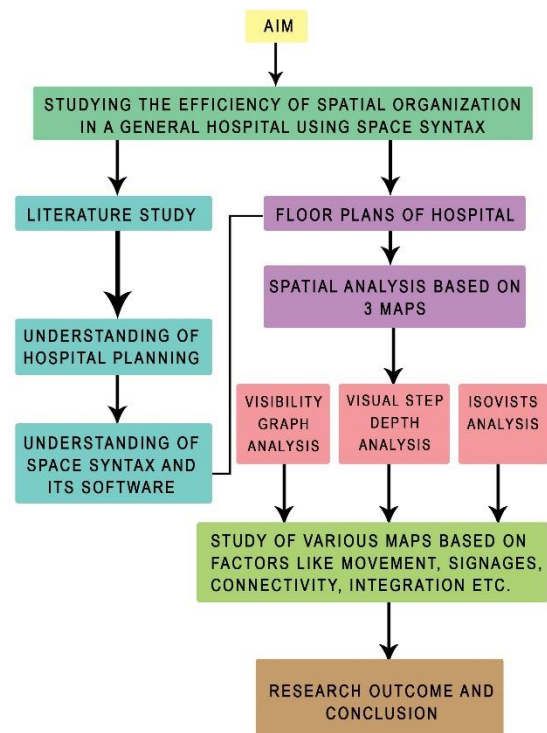 AIM
STUDYING THE EFFICIENCY OF SPATIAL ORGANIZATION
IN A GENERAL HOSPITAL USING SPACE SYNTAX
LITERATURE STUDY
FLOOR PLANS OF HOSPITAL
SPATIAL ANALYSIS BASED ON
3 MAPS
UNDERSTANDING OF
HOSPITAL PLANNING
UNDERSTANDING OF
SPACE SYNTAX AND
ITS SOFTWARE
VISIBILITY
GRAPH
ANALYSIS
VISUAL STEP
DEPTH
ANALYSIS
ISOVISTS
ANALYSIS
STUDY OF VARIOUS MAPS BASED ON
FACTORS LIKE MOVEMENT, SIGNAGES,
CONNECTIVITY, INTEGRATION ETC.
RESEARCH OUTCOME AND
CONCLUSION